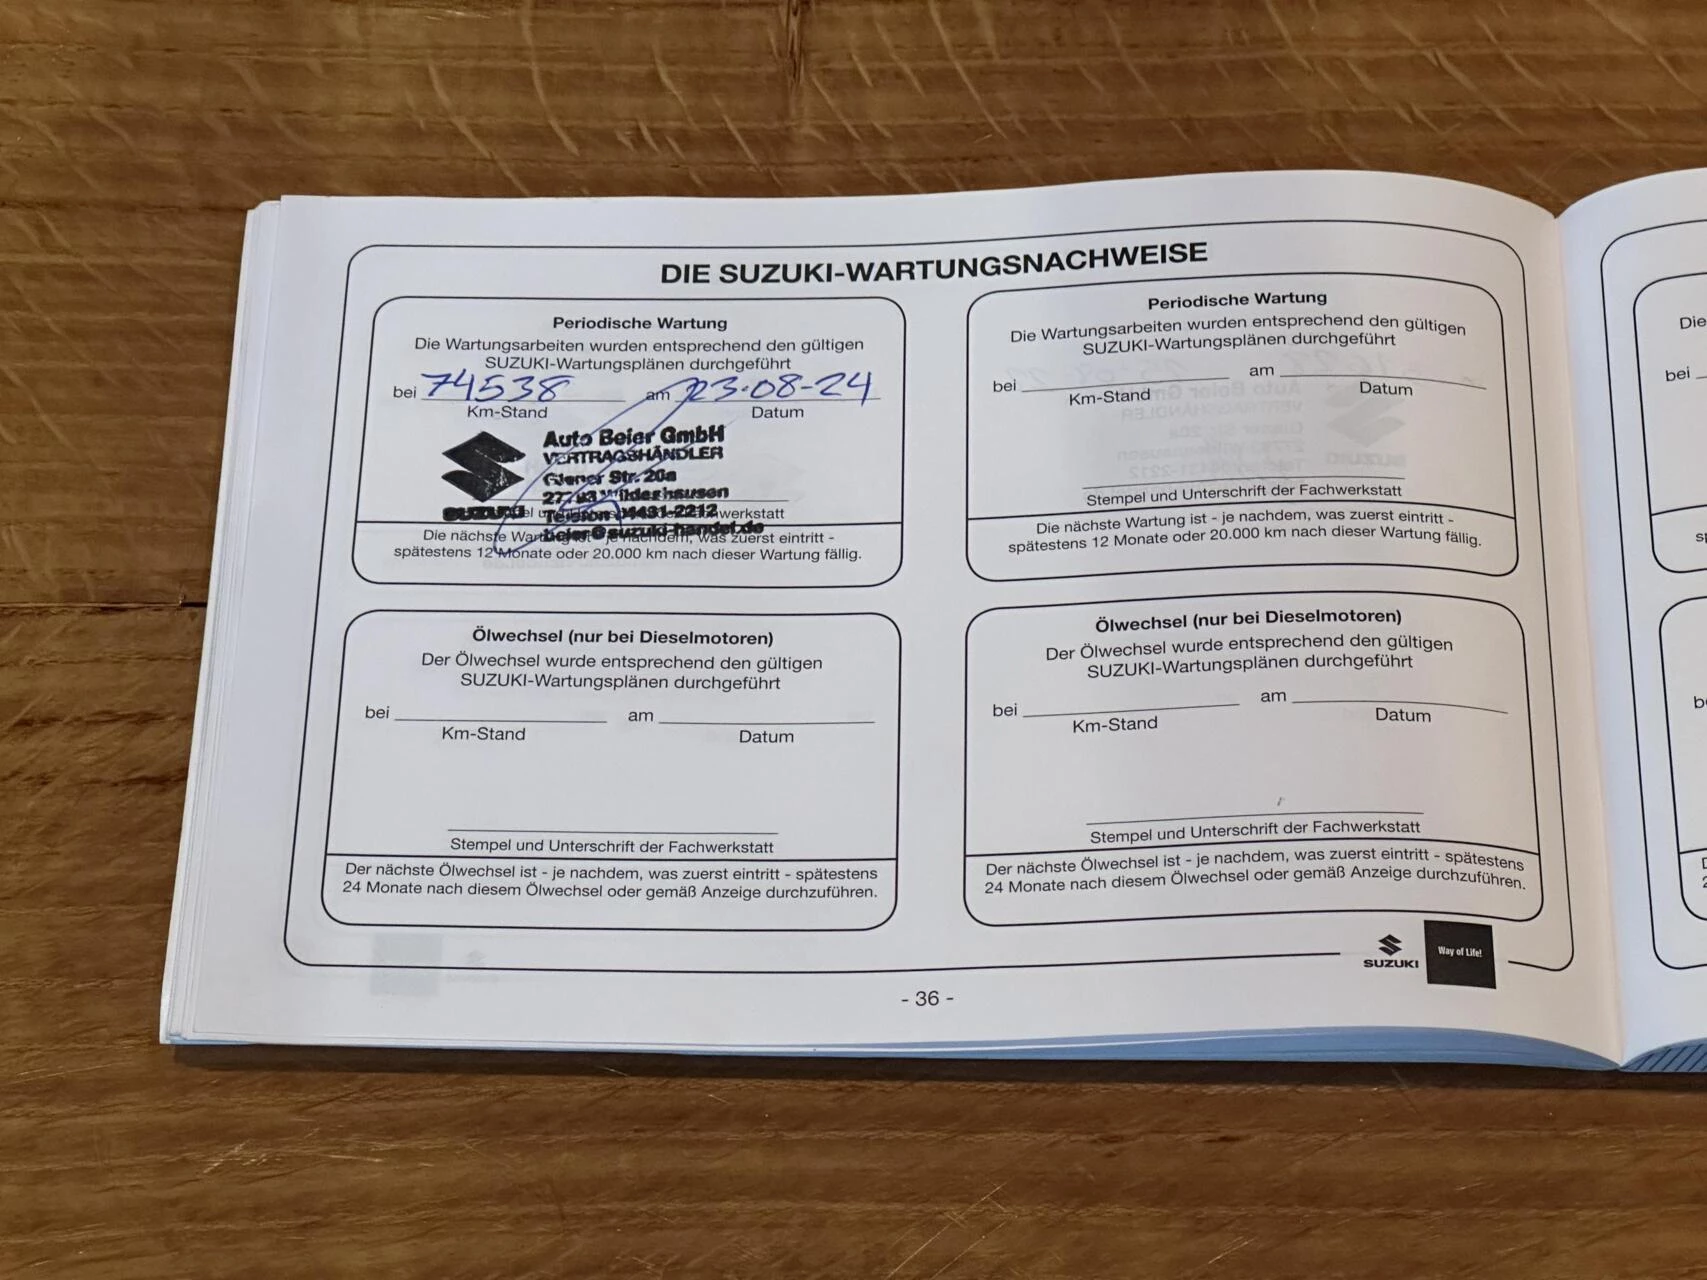 DIE SUZUKI-WARTUNGSNACHWEISE
Periodische Wartung
Die Wartungsarbeiten wurden entsprechend den gültigen
SUZUKI-Wartungsplänen durchgeführt
bei 74538 am 23-08-24
Km-Stand Datum
Auto Beier GmbH
VERTRAGSHÄNDLER
Str. 20a
Wildeshausen
SUZUKI Telefon 04431-2212
beier@suzuki-handel.de
Die nächste Wartung ist - je nachdem, was zuerst eintritt -
spätestens 12 Monate oder 20.000 km nach dieser Wartung fällig.
Periodische Wartung
Die Wartungsarbeiten wurden entsprechend den gültigen
SUZUKI-Wartungsplänen durchgeführt
bei am
Km-Stand Datum
Stempel und Unterschrift der Fachwerkstatt
Die nächste Wartung ist - je nachdem, was zuerst eintritt -
spätestens 12 Monate oder 20.000 km nach dieser Wartung fällig.
Ölwechsel (nur bei Dieselmotoren)
Der Ölwechsel wurde entsprechend den gültigen
SUZUKI-Wartungsplänen durchgeführt
bei am
Km-Stand Datum
Stempel und Unterschrift der Fachwerkstatt
Der nächste Ölwechsel ist - je nachdem, was zuerst eintritt - spätestens
24 Monate nach diesem Ölwechsel oder gemäß Anzeige durchzuführen.
Ölwechsel (nur bei Dieselmotoren)
Der Ölwechsel wurde entsprechend den gültigen
SUZUKI-Wartungsplänen durchgeführt
bei am
Km-Stand Datum
Stempel und Unterschrift der Fachwerkstatt
Der nächste Ölwechsel ist - je nachdem, was zuerst eintritt - spätestens
24 Monate nach diesem Ölwechsel oder gemäß Anzeige durchzuführen.
SUZUKI
Way of Life!
- 36 -
Die
bei